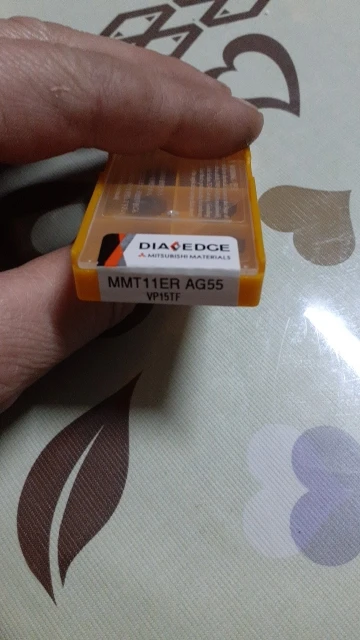 DIAEDGE
MITSUBISHI MATERIALS
MMT11ER AG55
VP15TF